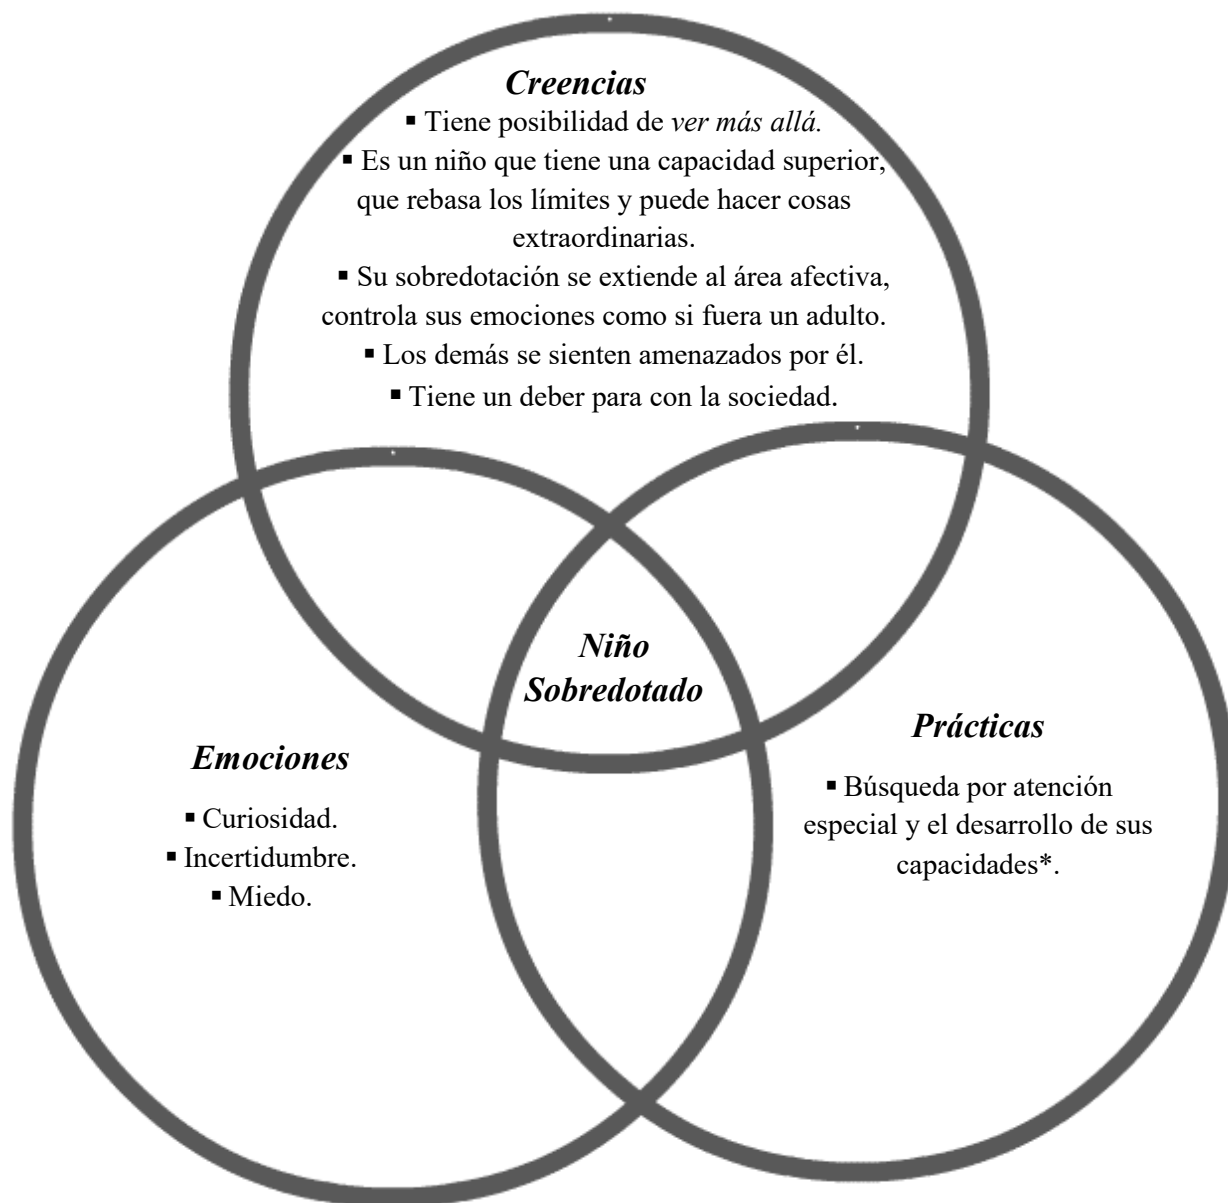 Creencias
▪ Tiene posibilidad de ver más allá.
▪ Es un niño que tiene una capacidad superior,
que rebasa los límites y puede hacer cosas
extraordinarias.
▪ Su sobredotación se extiende al área afectiva,
controla sus emociones como si fuera un adulto.
▪ Los demás se sienten amenazados por él.
▪ Tiene un deber para con la sociedad.
Niño
Sobredotado
Emociones
▪ Curiosidad.
▪ Incertidumbre.
▪ Miedo.
Prácticas
▪ Búsqueda por atención
especial y el desarrollo de sus
capacidades*.